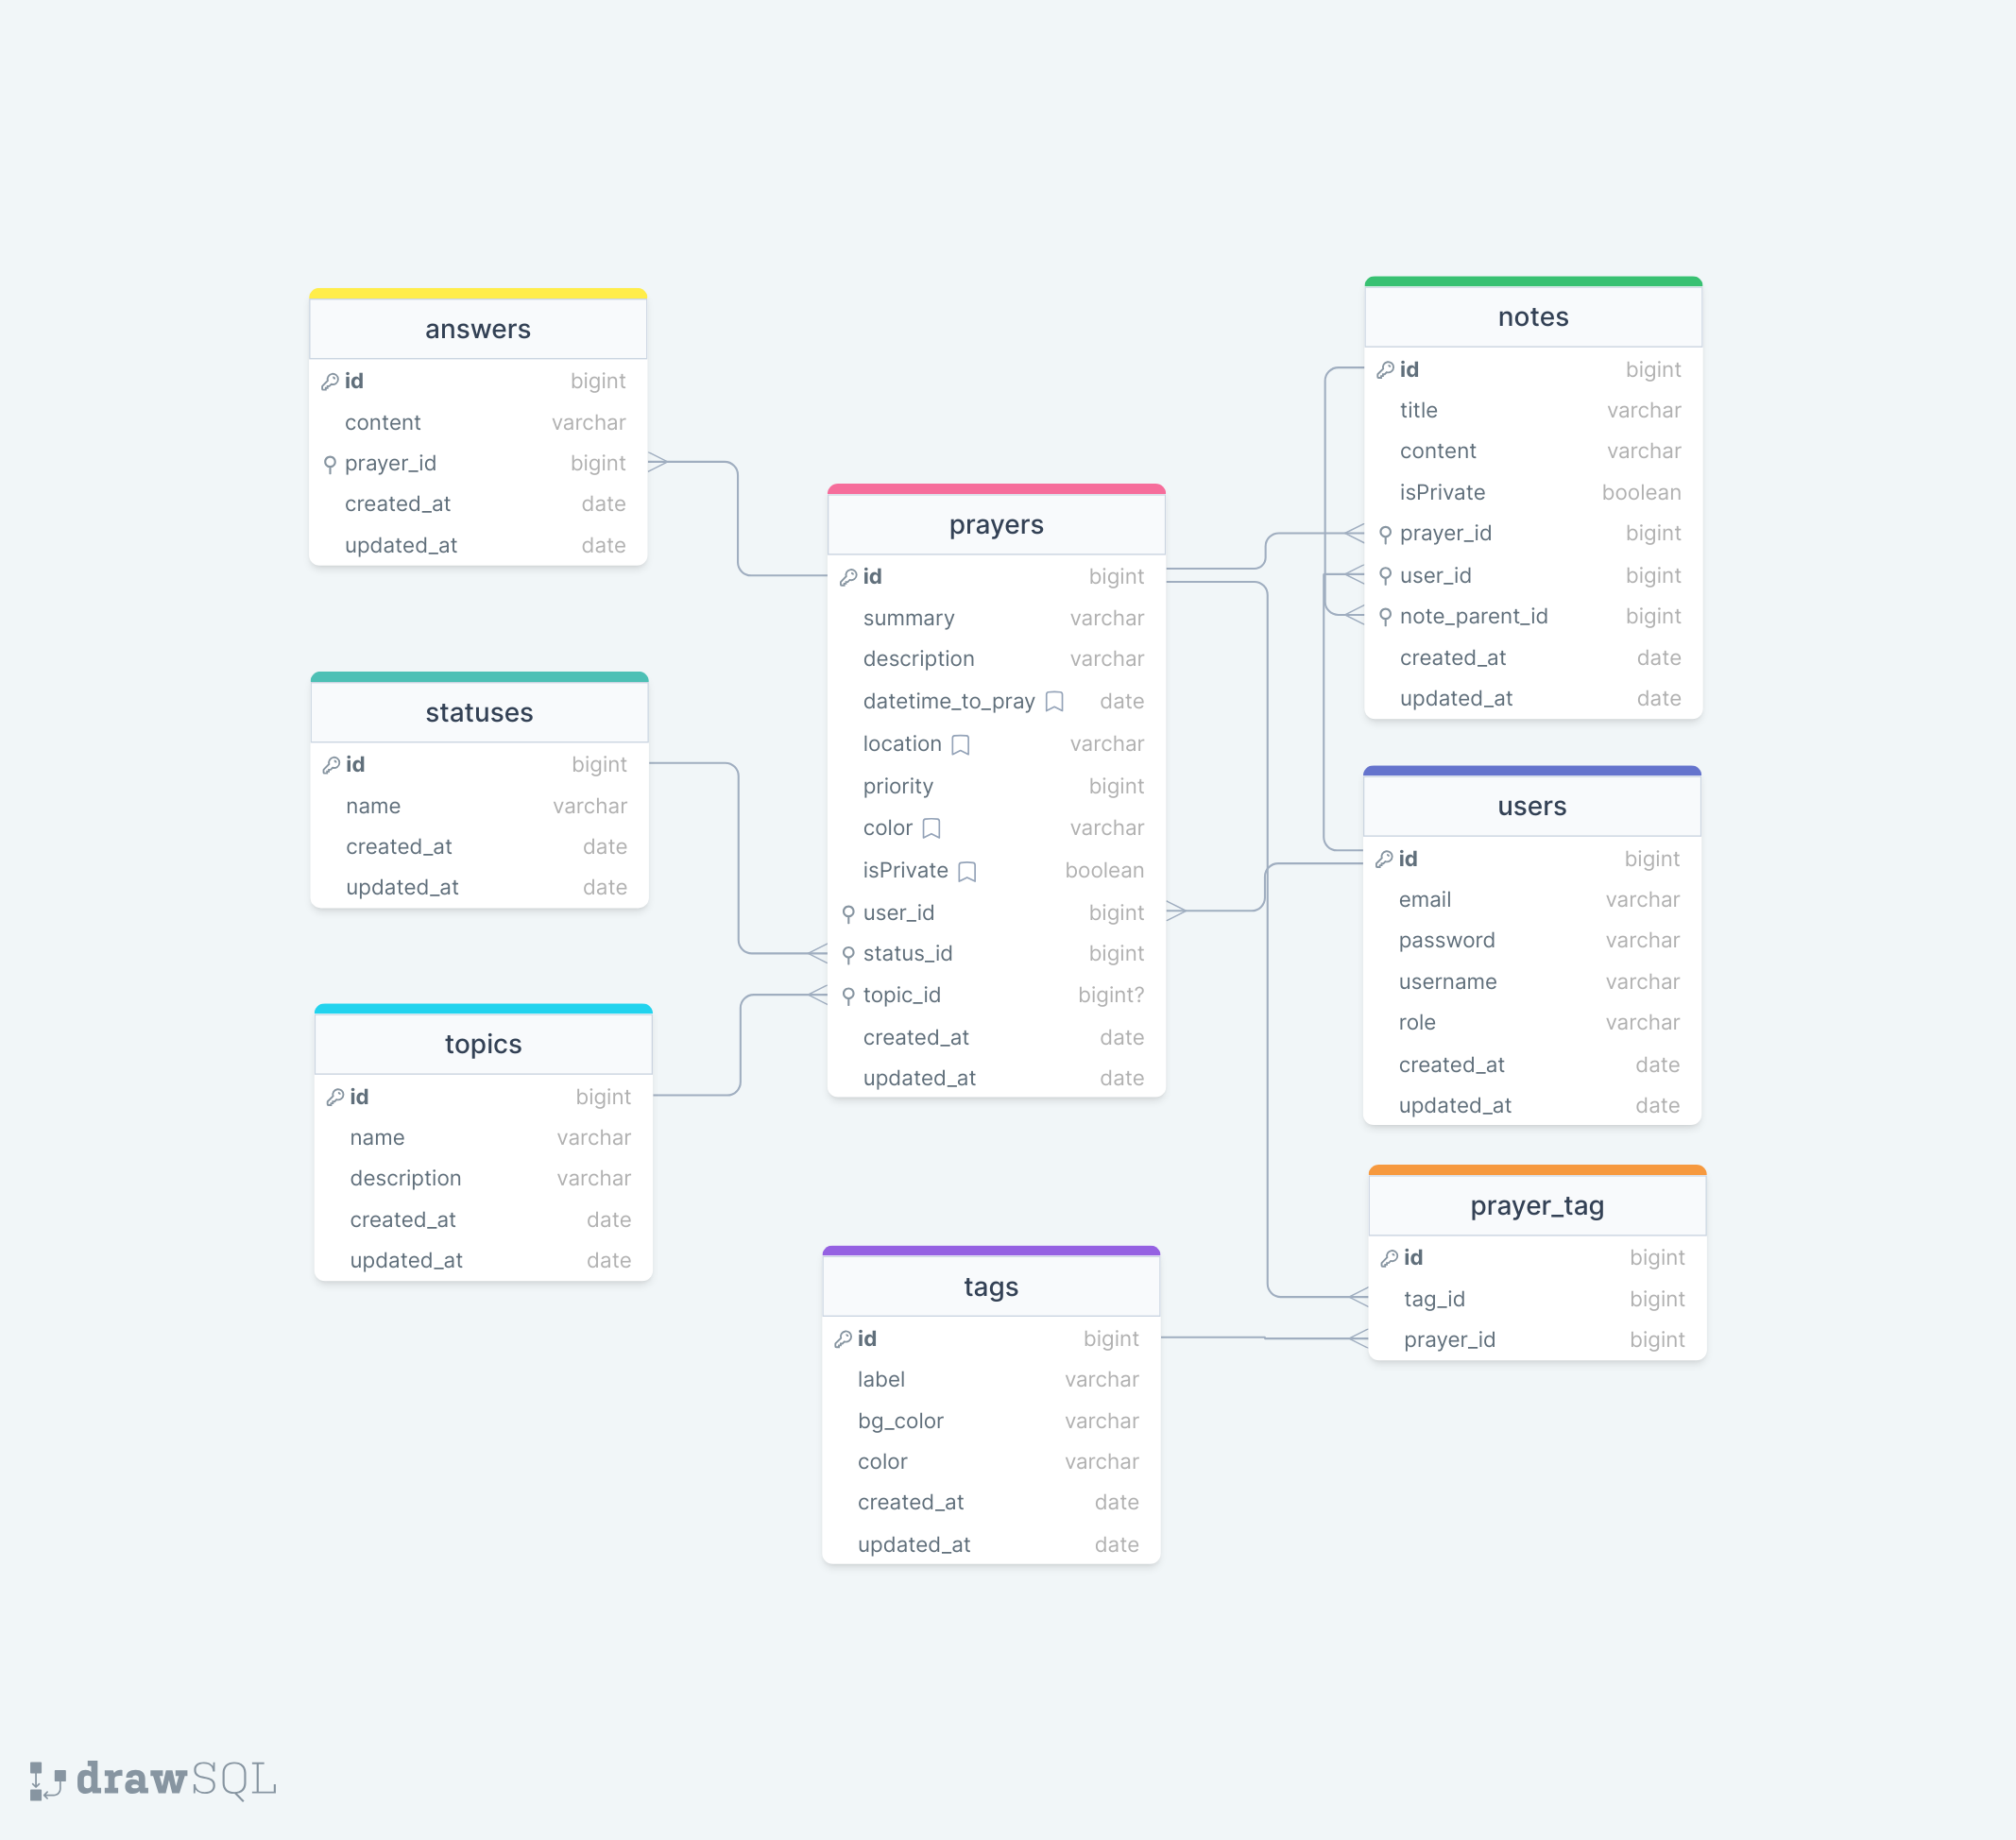 answers
id bigint
content varchar
prayer_id bigint
created_at date
updated_at date
statuses
id bigint
name varchar
created_at date
updated_at date
topics
id bigint
name varchar
description varchar
created_at date
updated_at date
prayers
id bigint
summary varchar
description varchar
datetime_to_pray date
location varchar
priority bigint
color varchar
isPrivate boolean
user_id bigint
status_id bigint
topic_id bigint?
created_at date
updated_at date
tags
id bigint
label varchar
bg_color varchar
color varchar
created_at date
updated_at date
notes
id bigint
title varchar
content varchar
isPrivate boolean
prayer_id bigint
user_id bigint
note_parent_id bigint
created_at date
updated_at date
users
id bigint
email varchar
password varchar
username varchar
role varchar
created_at date
updated_at date
prayer_tag
id bigint
tag_id bigint
prayer_id bigint
drawSQL